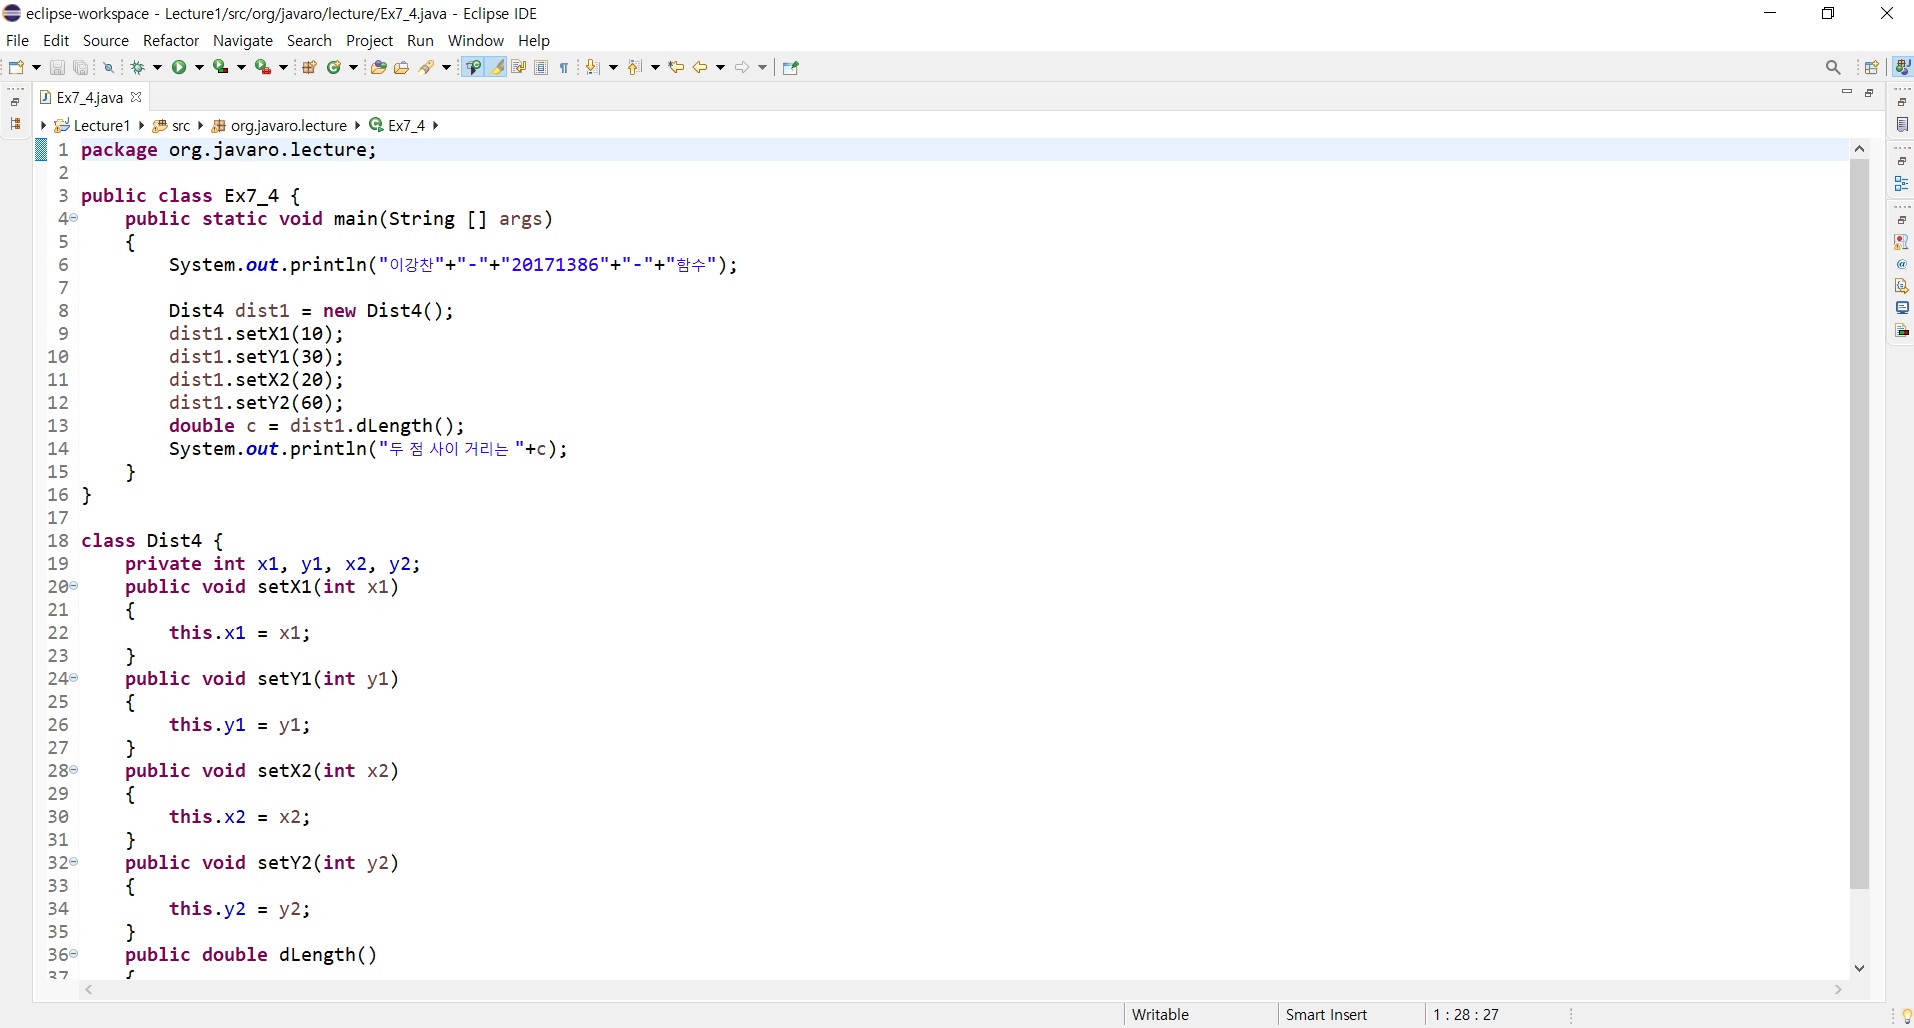 eclipse-workspace - Lecture1/src/org/javaro/lecture/Ex7_4.java - Eclipse IDE
File Edit Source Refactor Navigate Search Project Run Window Help
Ex7_4.java
Lecture1 src org.javaro.lecture Ex7_4
1 package org.javaro.lecture;
2
3 public class Ex7_4 {
4 public static void main(String [] args)
5 {
6 System.out.println("이강찬"+"-"+"20171386"+"-"+"함수");
7
8 Dist4 dist1 = new Dist4();
9 dist1.setX1(10);
10 dist1.setY1(30);
11 dist1.setX2(20);
12 dist1.setY2(60);
13 double c = dist1.dLength();
14 System.out.println("두 점 사이 거리는 "+c);
15 }
16 }
17
18 class Dist4 {
19 private int x1, y1, x2, y2;
20 public void setX1(int x1)
21 {
22 this.x1 = x1;
23 }
24 public void setY1(int y1)
25 {
26 this.y1 = y1;
27 }
28 public void setX2(int x2)
29 {
30 this.x2 = x2;
31 }
32 public void setY2(int y2)
33 {
34 this.y2 = y2;
35 }
36 public double dLength()
37 {
Writable Smart Insert 1 : 28 : 27